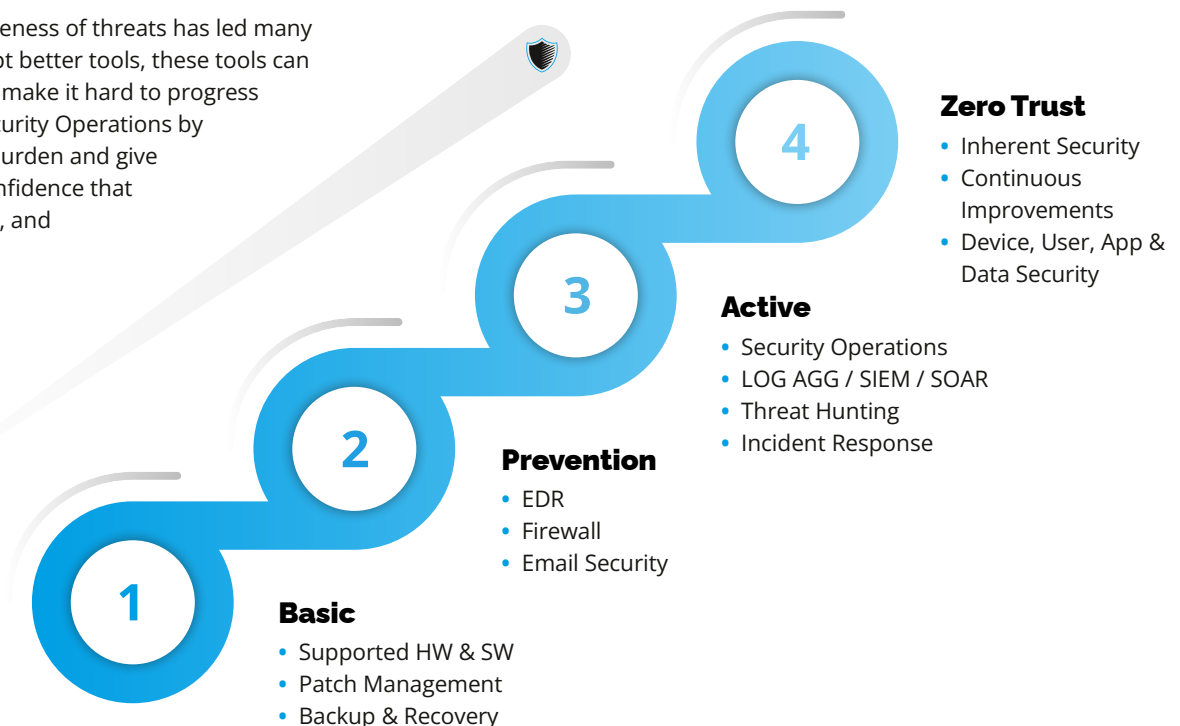 eness of threats has led many
pt better tools, these tools can
make it hard to progress
curity Operations by
urden and give
nfidence that
, and
4
Zero Trust
• Inherent Security
• Continuous
Improvements
• Device, User, App &
Data Security
3
Active
• Security Operations
• LOG AGG / SIEM / SOAR
• Threat Hunting
• Incident Response
2
Prevention
• EDR
• Firewall
• Email Security
1
Basic
• Supported HW & SW
• Patch Management
• Backup & Recovery